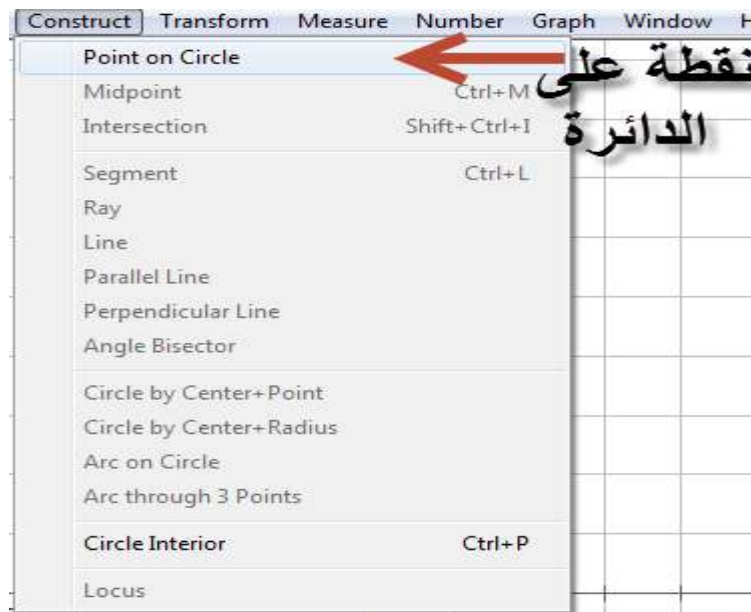 Construct Transform Measure Number Graph Window H
Point on Circle
نقطة على
الدائرة
Midpoint Ctrl+M
Intersection Shift+Ctrl+I
Segment Ctrl+L
Ray
Line
Parallel Line
Perpendicular Line
Angle Bisector
Circle by Center+Point
Circle by Center+Radius
Arc on Circle
Arc through 3 Points
Circle Interior Ctrl+P
Locus